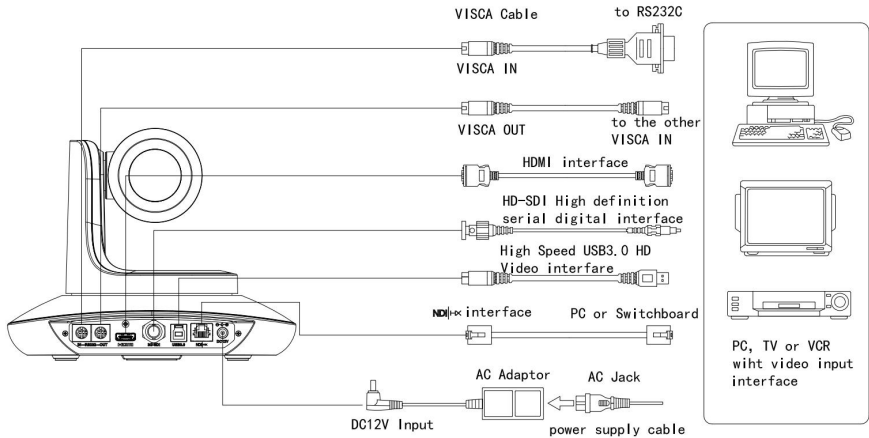 VISCA Cable
to RS232C
VISCA IN
VISCA OUT
to the other
VISCA IN
HDMI interface
HD-SDI High definition
serial digital interface
High Speed USB3.0 HD
Video interfare
NDI|HX interface
PC or Switchboard
AC Adaptor
AC Jack
DC12V Input
power supply cable
PC, TV or VCR
wiht video input
interface